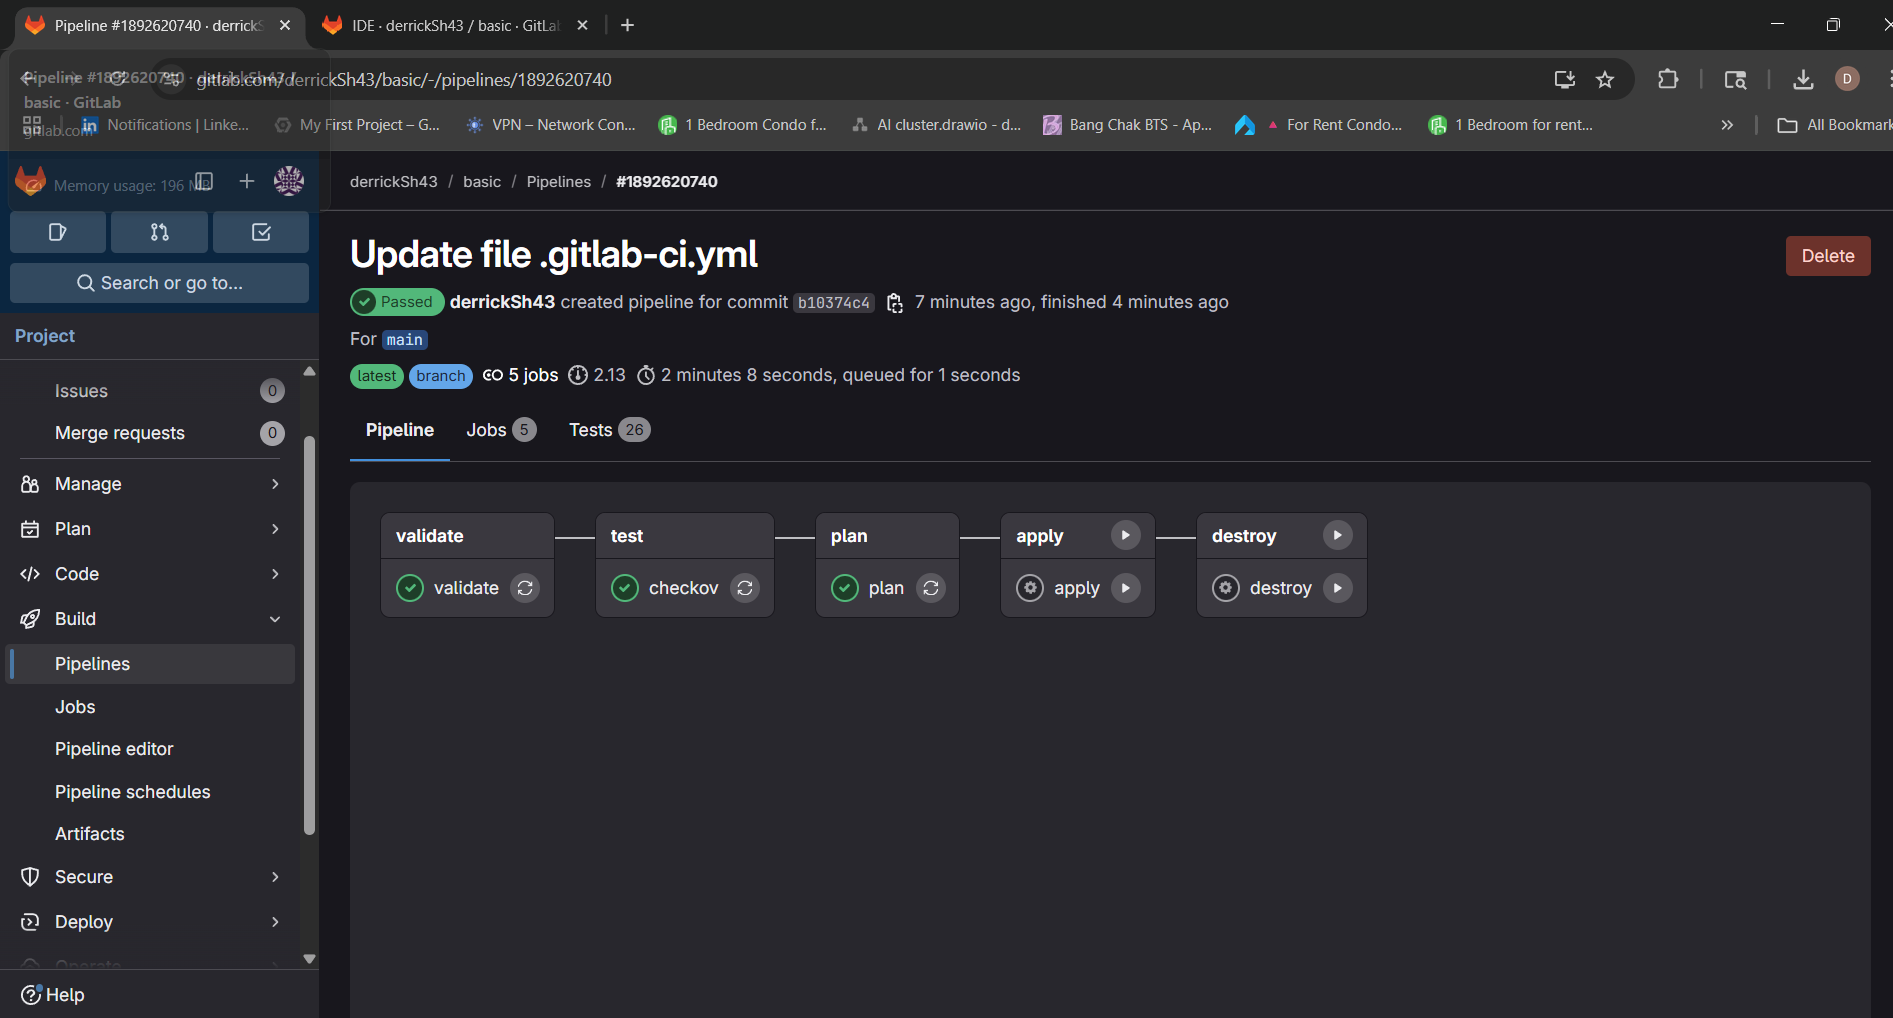 Pipeline #1892620740 · derrickS
IDE · derrickSh43 / basic · GitLab
gitlab.com/derrickSh43/basic/-/pipelines/1892620740
Pipeline #1892620740 · derrickSh43 /
basic · GitLab
gitlab.com
Notifications | Linke...
My First Project – G...
VPN – Network Con...
1 Bedroom Condo f...
AI cluster.drawio - d...
Bang Chak BTS - Ap...
For Rent Condo...
1 Bedroom for rent...
All Bookmark
D
Memory usage: 196 MB
Search or go to...
Project
Issues 0
Merge requests 0
Manage
Plan
Code
Build
Pipelines
Jobs
Pipeline editor
Pipeline schedules
Artifacts
Secure
Deploy
Operate
Help
derrickSh43 / basic / Pipelines / #1892620740
Update file .gitlab-ci.yml
Delete
Passed derrickSh43 created pipeline for commit b10374c4 7 minutes ago, finished 4 minutes ago
For main
latest branch 5 jobs 2.13 2 minutes 8 seconds, queued for 1 seconds
Pipeline Jobs 5 Tests 26
validate
validate
test
checkov
plan
plan
apply
apply
destroy
destroy